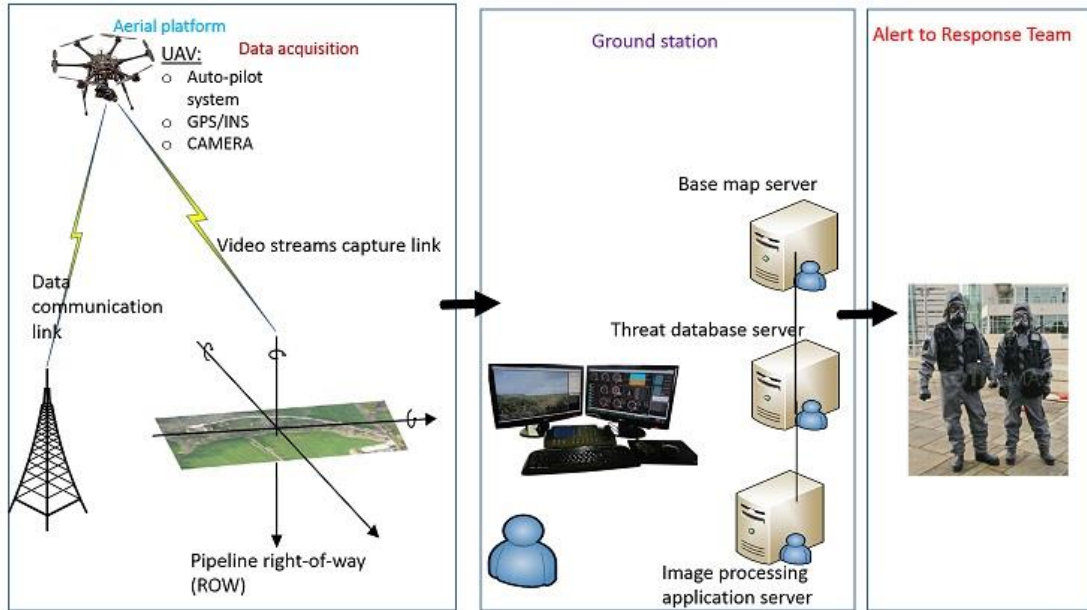 Aerial platform
Data acquisition
UAV:
o Auto-pilot
system
o GPS/INS
o CAMERA
Video streams capture link
Data
communication
link
Pipeline right-of-way
(ROW)
Ground station
Base map server
Threat database server
Image processing
application server
Alert to Response Team